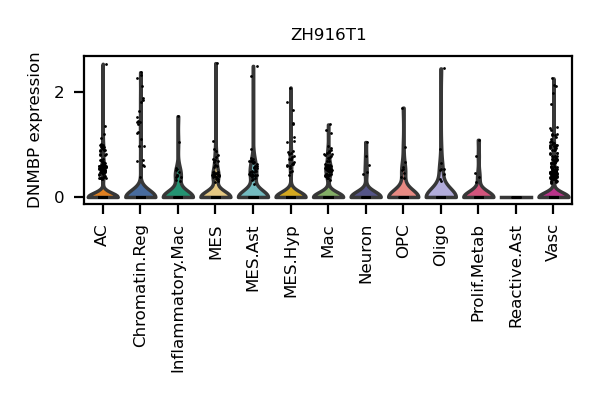 ZH916T1
DNMBP expression
2
0
AC
Chromatin.Reg
Inflammatory.Mac
MES
MES.Ast
MES.Hyp
Mac
Neuron
OPC
Oligo
Prolif.Metab
Reactive.Ast
Vasc